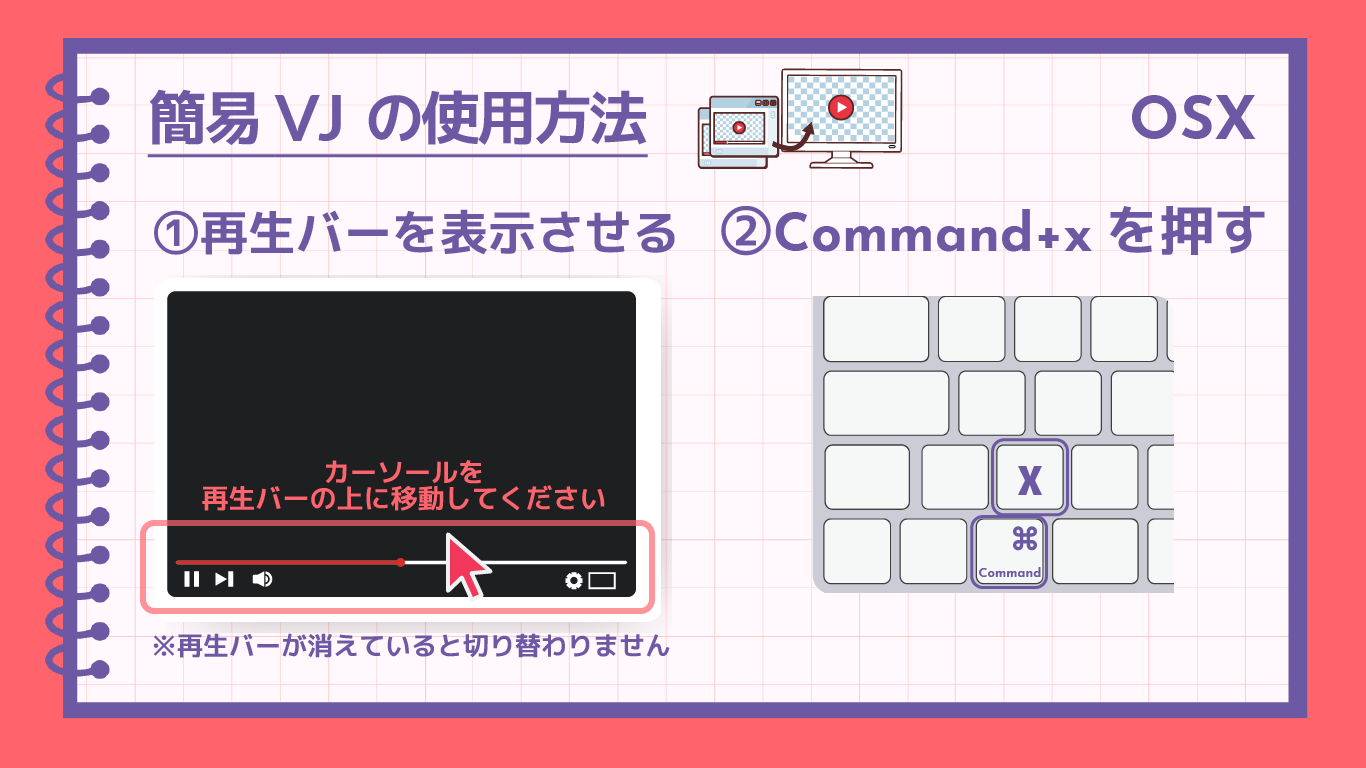 簡易 VJ の使用方法
OSX
①再生バーを表示させる
②Command+x を押す
カーソールを
再生バーの上に移動してください
※再生バーが消えていると切り替わりません
X
⌘
Command